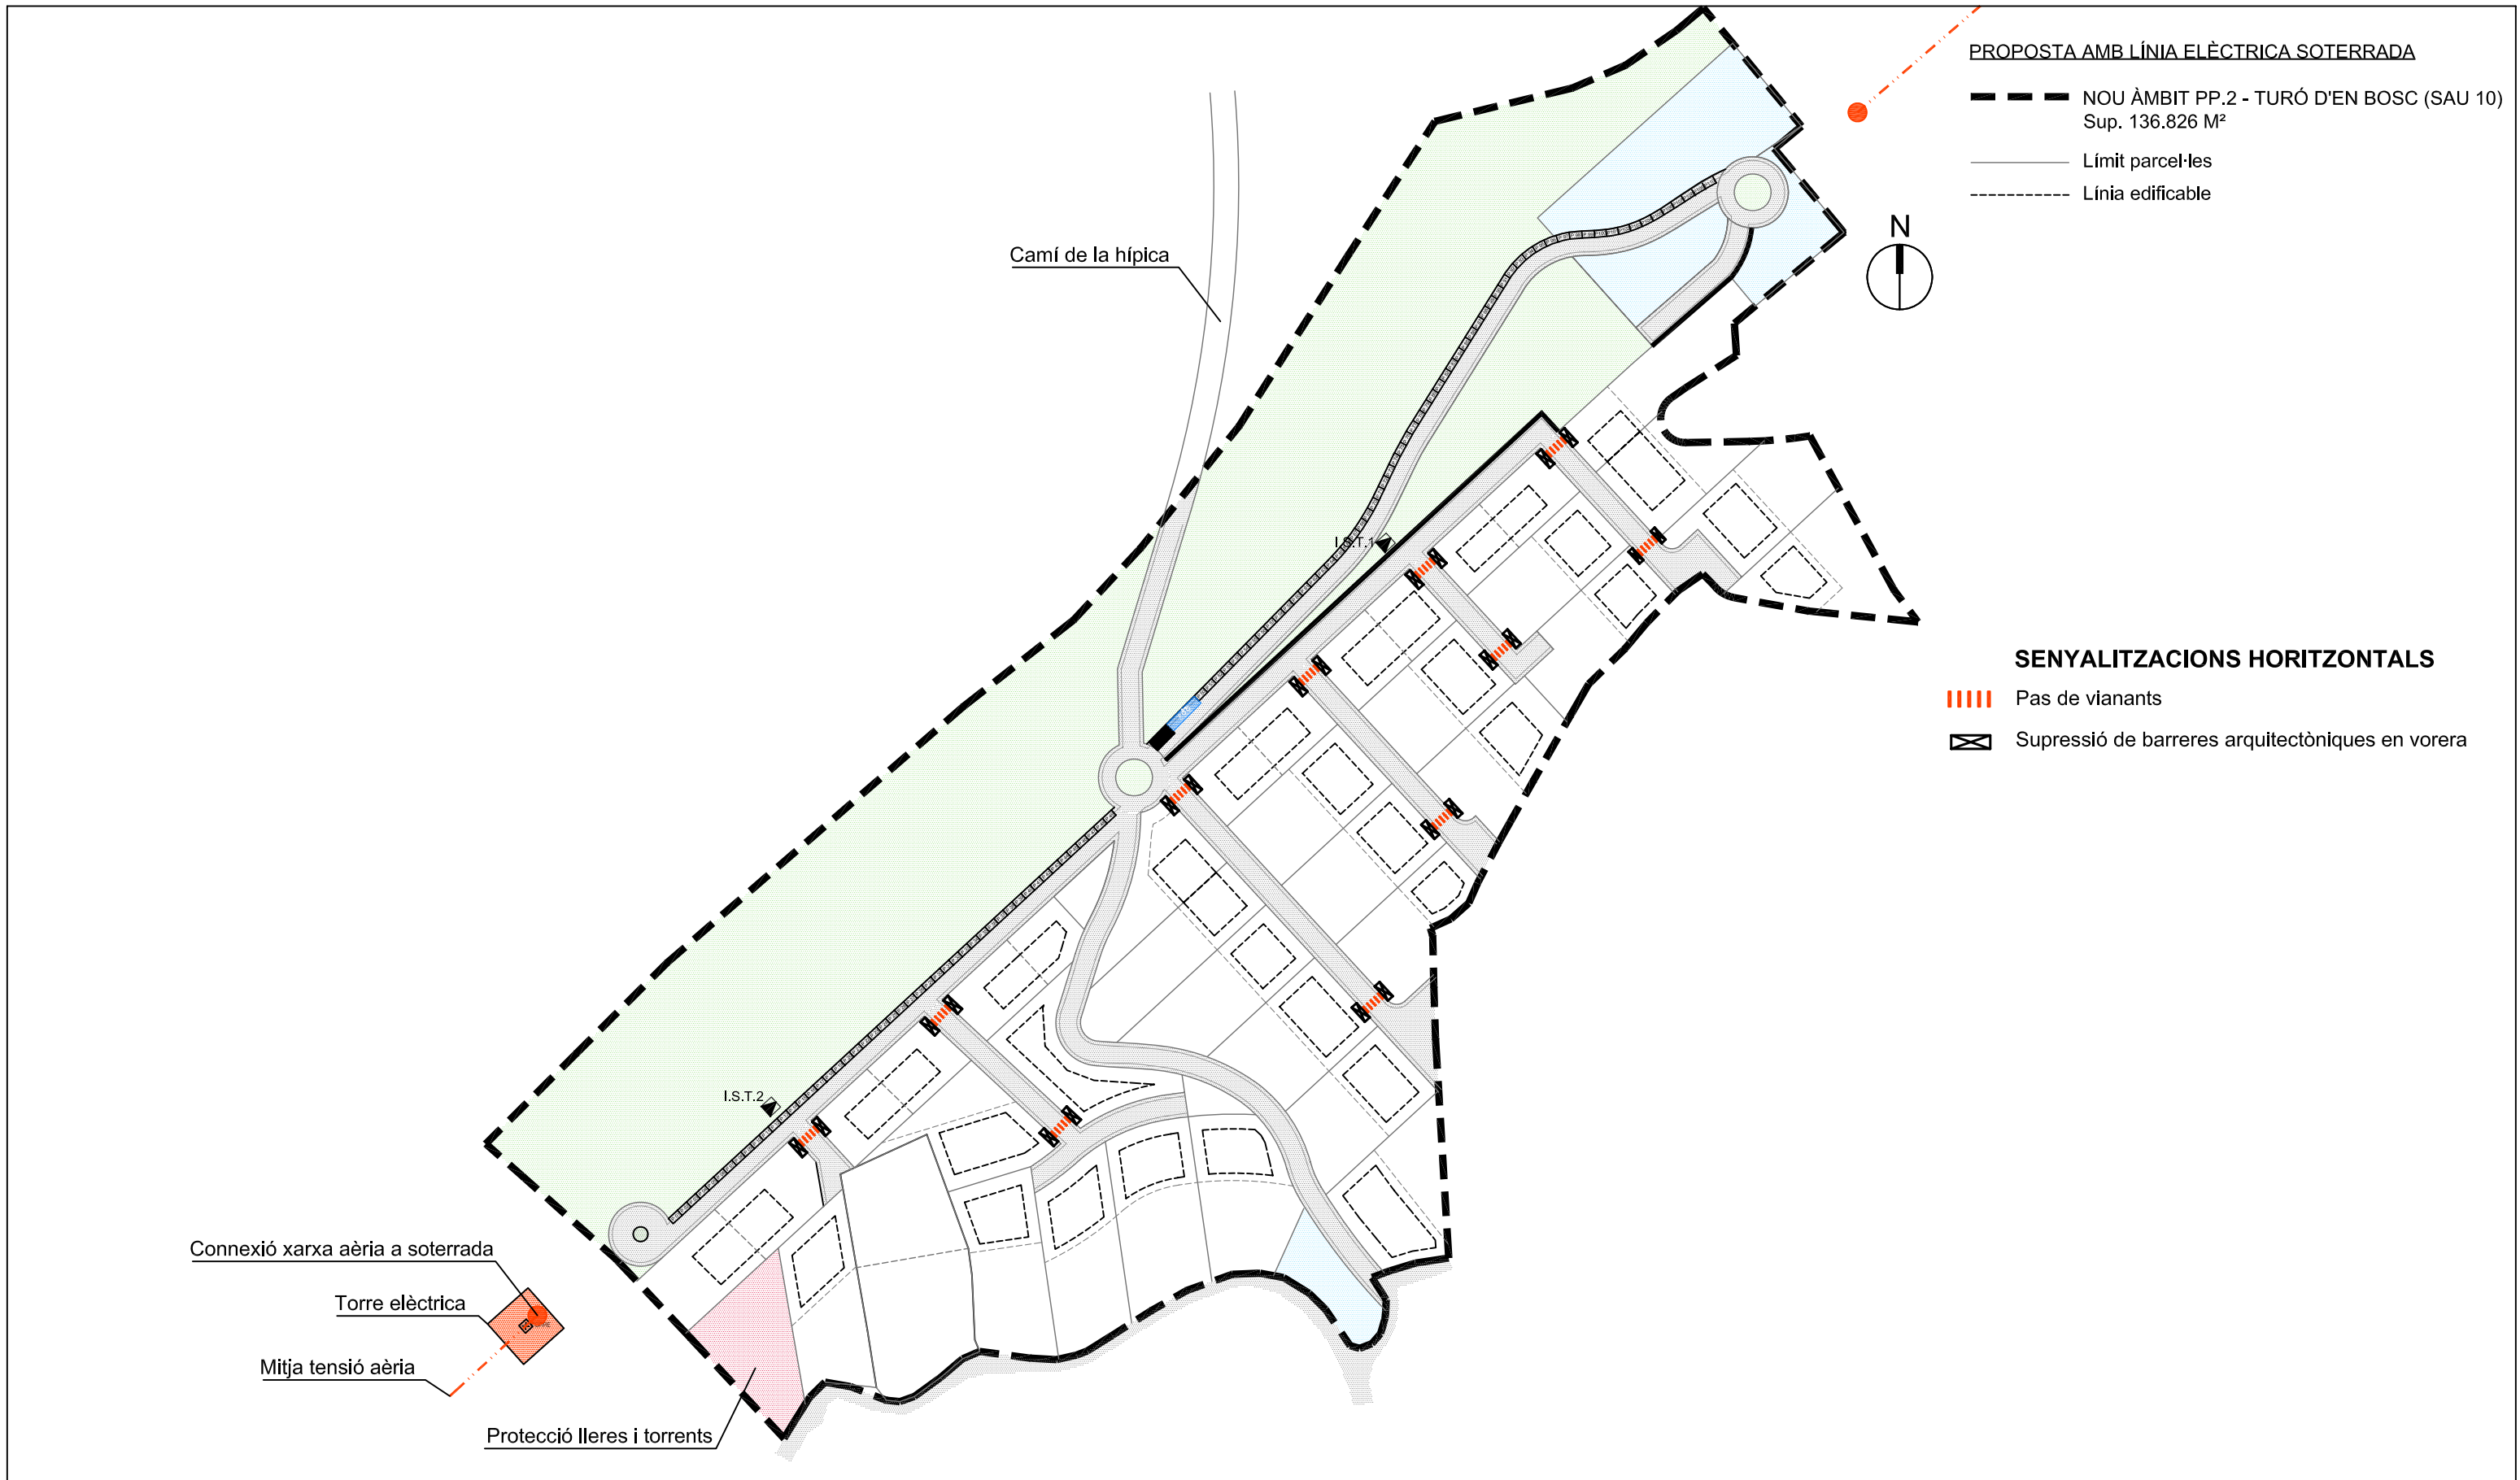 PROPOSTA AMB LÍNIA ELÈCTRICA SOTERRADA
NOU ÀMBIT PP.2 - TURÓ D'EN BOSC (SAU 10)
Sup. 136.826 M²
Límit parcel·les
Línia edificable
N
Camí de la hípica
I.S.T.1
SENYALITZACIONS HORITZONTALS
Pas de vianants
Supressió de barreres arquitectòniques en vorera
I.S.T.2
Connexió xarxa aèria a soterrada
Torre elèctrica
Mitja tensió aèria
Protecció lleres i torrents